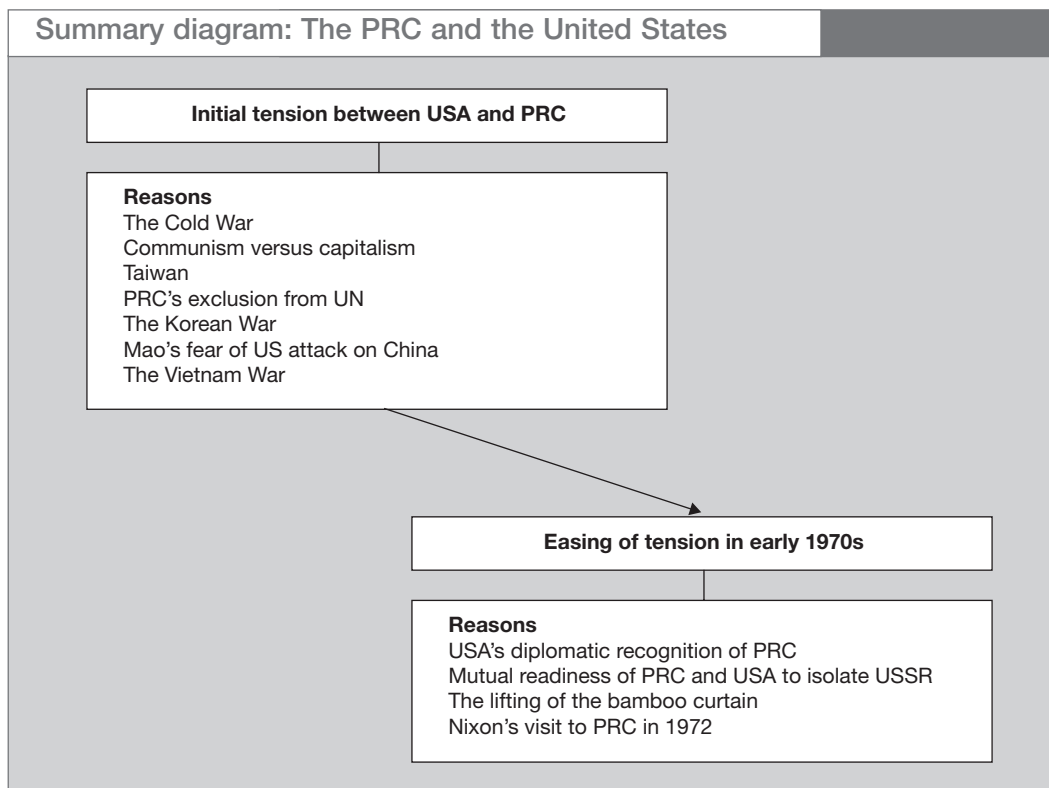 Summary diagram: The PRC and the United States
Initial tension between USA and PRC
Reasons
The Cold War
Communism versus capitalism
Taiwan
PRC’s exclusion from UN
The Korean War
Mao’s fear of US attack on China
The Vietnam War
Easing of tension in early 1970s
Reasons
USA’s diplomatic recognition of PRC
Mutual readiness of PRC and USA to isolate USSR
The lifting of the bamboo curtain
Nixon’s visit to PRC in 1972